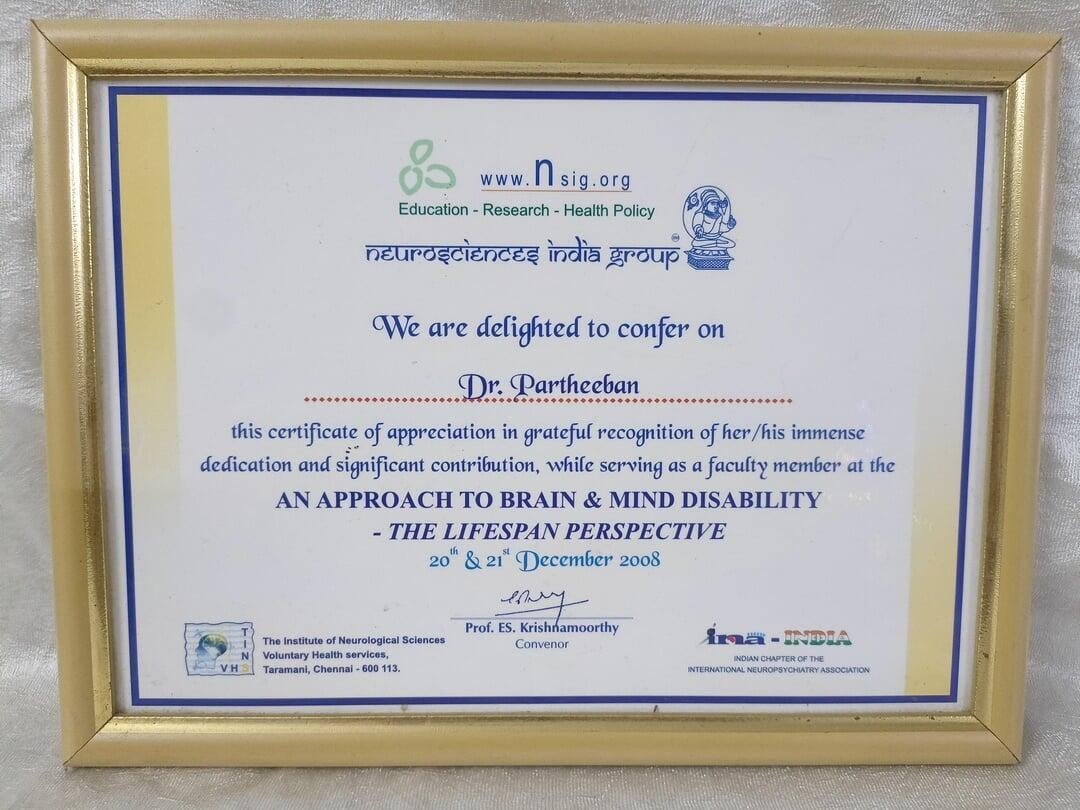 www.nsig.org
Education - Research - Health Policy
neurosciences india group
We are delighted to confer on
Dr. Partheeban
this certificate of appreciation in grateful recognition of her/his immense
dedication and significant contribution, while serving as a faculty member at the
AN APPROACH TO BRAIN & MIND DISABILITY
- THE LIFESPAN PERSPECTIVE
20th & 21st December 2008
Prof. ES. Krishnamoorthy
Convenor
TINS
VHS
The Institute of Neurological Sciences
Voluntary Health services,
Taramani, Chennai - 600 113.
ina - INDIA
INDIAN CHAPTER OF THE
INTERNATIONAL NEUROPSYCHIATRY ASSOCIATION